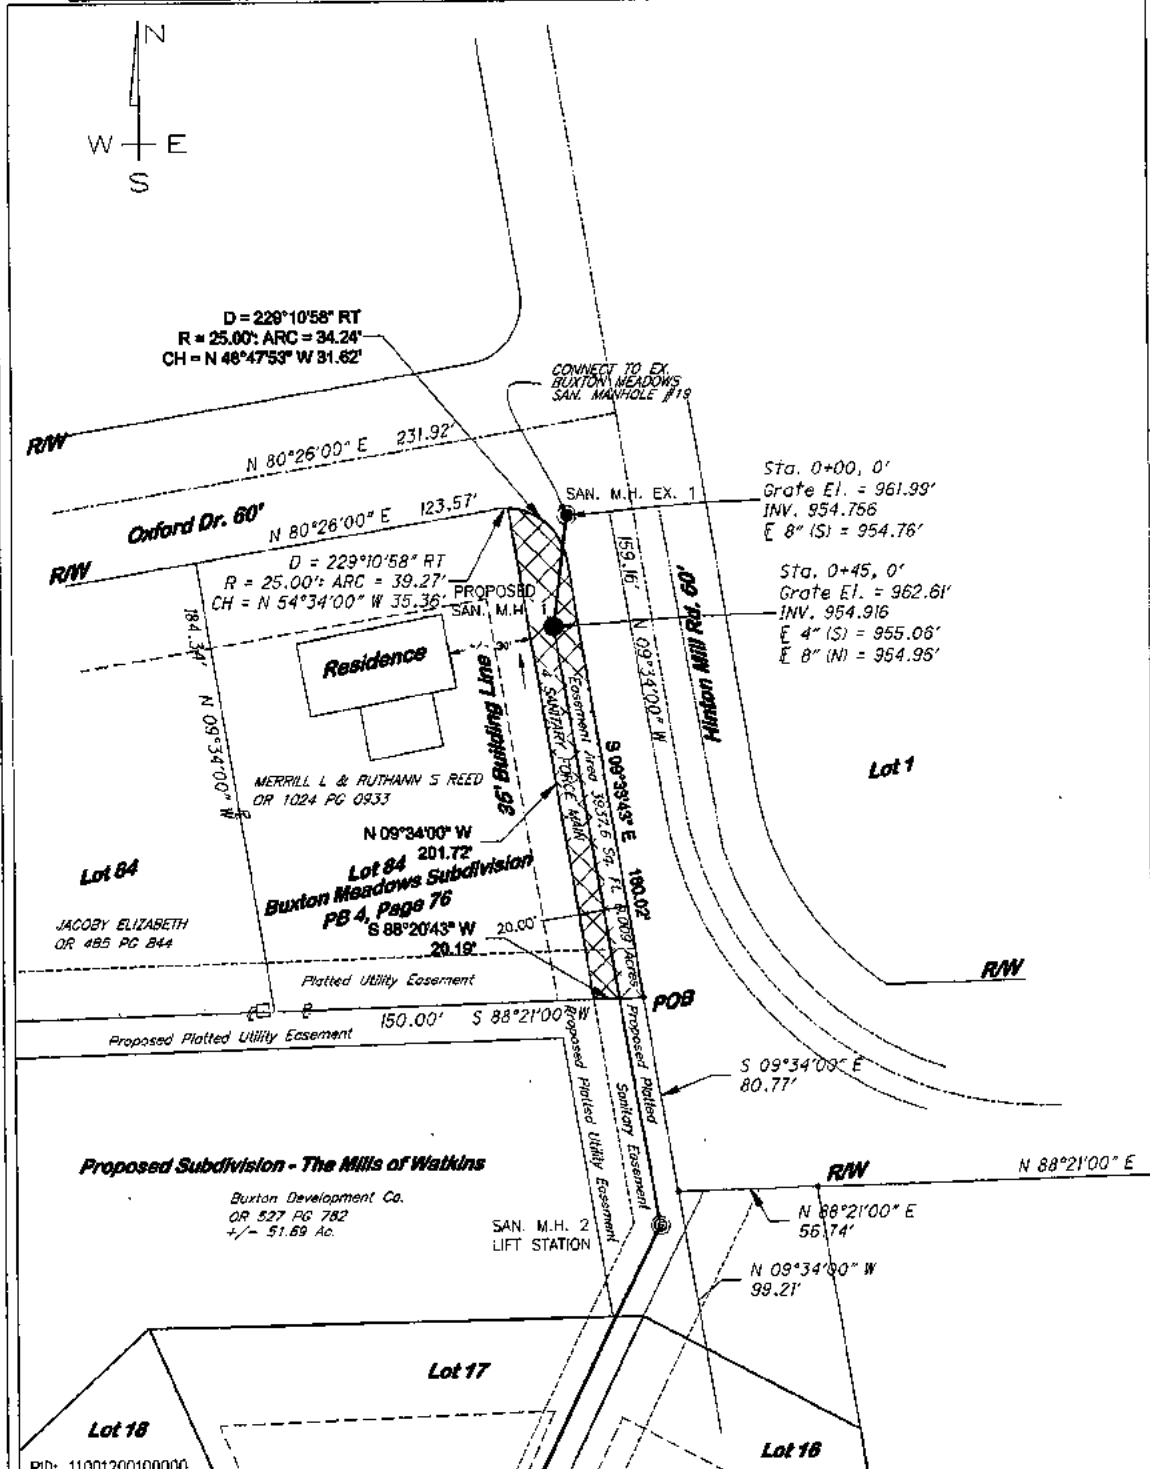 N
W E
S
D = 229°10'58" RT
R = 25.00': ARC = 34.24'
CH = N 48°47'53" W 31.62'
CONNECT TO EX.
BUXTON MEADOWS
SAN. MANHOLE #19
R/W
N 80°26'00" E 231.92'
Sta. 0+00, 0'
Grate El. = 961.99'
INV. 954.756
E 8" (S) = 954.76'
SAN. M.H. EX. 1
Oxford Dr. 60'
N 80°26'00" E 123.57'
R/W
D = 229°10'58" RT
R = 25.00': ARC = 39.27'
CH = N 54°34'00" W 35.36'
PROPOSED
SAN. M.H.
1
159.16'
N 09°34'00" W
Hinton Mill Rd. 60'
Sta. 0+45, 0'
Grate El. = 962.61'
INV. 954.916
E 4" (S) = 955.06'
E 8" (N) = 954.95'
184.34'
N 09°34'00" W
Residence
+/- 30'
35' Building Line
4" SANITARY FORCE MAIN
Easement Area 3937.6 Sq. Ft. 0.009 Acres
S 09°39'43" E 180.02'
Lot 1
MERRILL L & RUTHANN S REED
OR 1024 PG 0933
N 09°34'00" W
201.72'
Lot 84
Lot 84
Buxton Meadows Subdivision
PB 4, Page 76
JACOBY ELIZABETH
OR 485 PG 844
S 88°20'43" W
20.19'
20.00'
Platted Utility Easement
R/W
POB
150.00' S 88°21'00" W
Proposed Platted Utility Easement
Proposed Platted Utility Easement
Proposed Platted
Sanitary Easement
S 09°34'00" E
80.77'
Proposed Subdivision - The Mills of Watkins
Buxton Development Co.
OR 527 PG 782
+/- 51.69 Ac.
R/W
N 88°21'00" E
N 88°21'00" E
56.74'
SAN. M.H. 2
LIFT STATION
N 09°34'00" W
99.21'
Lot 17
Lot 18
Lot 16
PID: 11001200100000